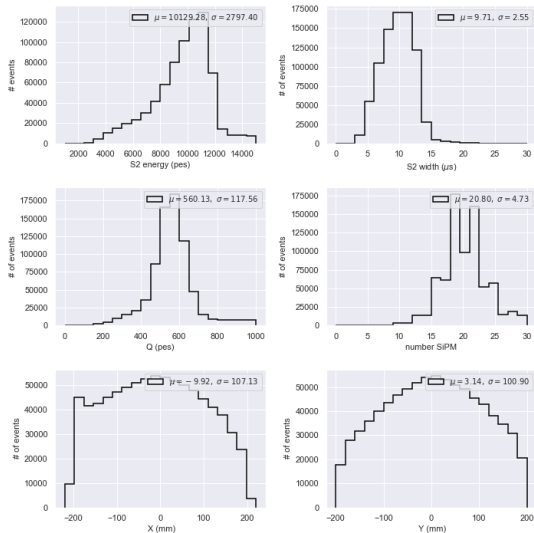 120000
100000
80000
60000
40000
20000
0
# of events
μ = 10129.28, σ = 2797.40
2000 4000 6000 8000 10000 12000 14000
S2 energy (pes)
175000
150000
125000
100000
75000
50000
25000
0
# of events
μ = 9.71, σ = 2.55
0 5 10 15 20 25 30
S2 width (μs)
175000
150000
125000
100000
75000
50000
25000
0
# of events
μ = 560.13, σ = 117.56
0 200 400 600 800 1000
Q (pes)
175000
150000
125000
100000
75000
50000
25000
0
# of events
μ = 20.80, σ = 4.73
0 5 10 15 20 25 30
number SiPM
50000
40000
30000
20000
10000
0
# of events
μ = −9.92, σ = 107.13
−200 −100 0 100 200
X (mm)
50000
40000
30000
20000
10000
0
# of events
μ = 3.14, σ = 100.90
−200 −100 0 100 200
Y (mm)